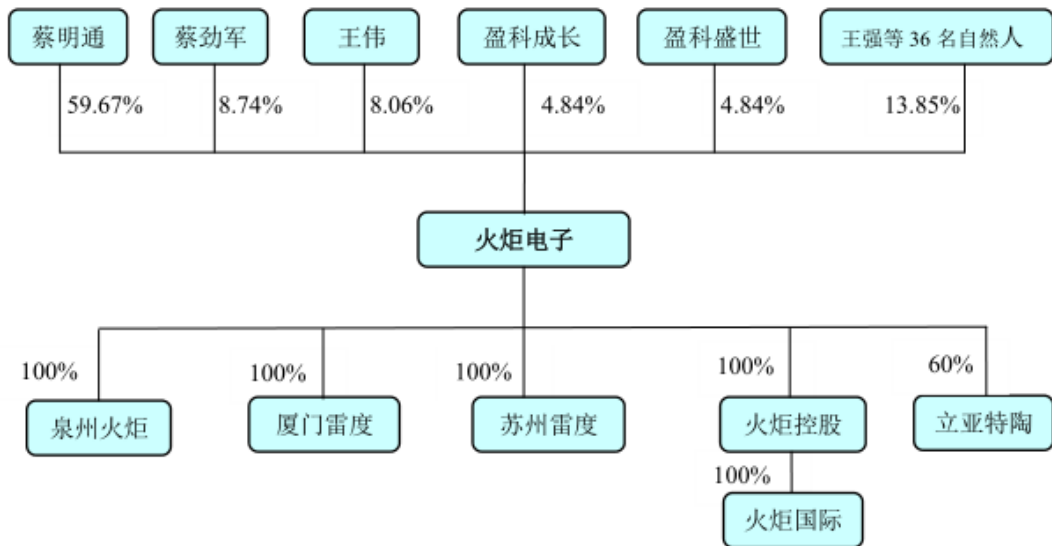 蔡明通
蔡劲军
王伟
盈科成长
盈科盛世
王强等 36 名自然人
59.67%
8.74%
8.06%
4.84%
4.84%
13.85%
火炬电子
100%
100%
100%
100%
60%
泉州火炬
厦门雷度
苏州雷度
火炬控股
立亚特陶
100%
火炬国际